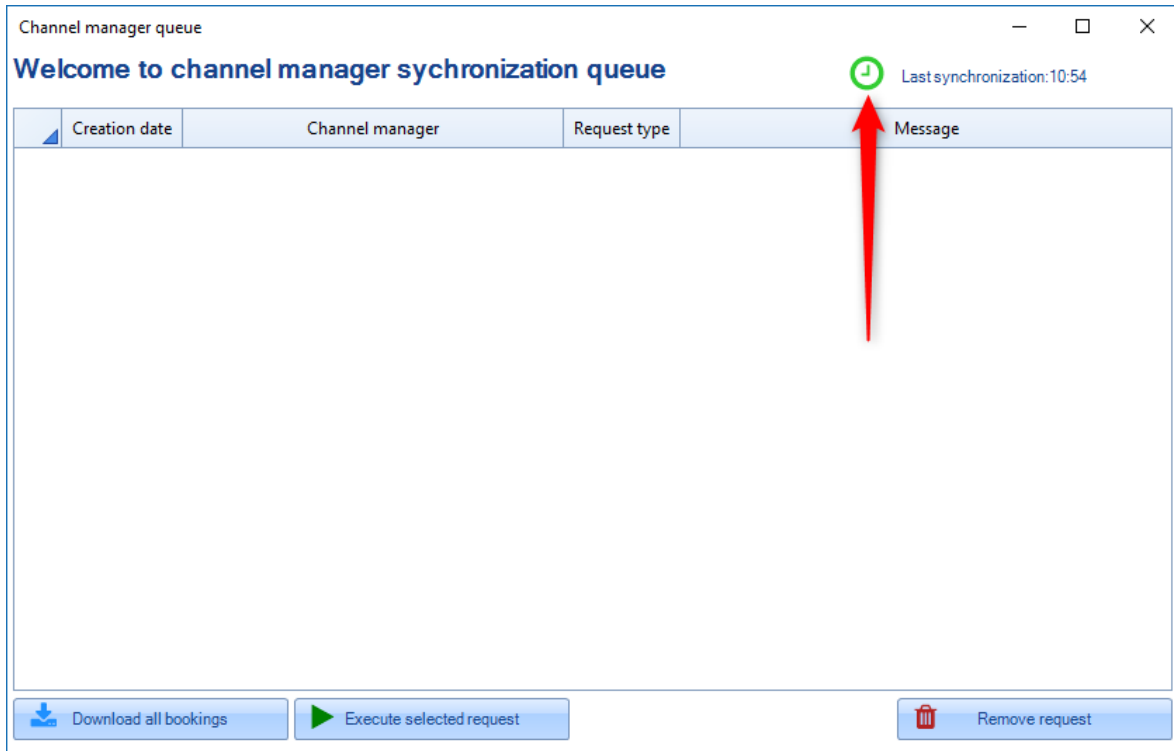 Channel manager queue
Welcome to channel manager sychronization queue
Last synchronization:10:54
Creation date Channel manager Request type Message
Download all bookings Execute selected request Remove request